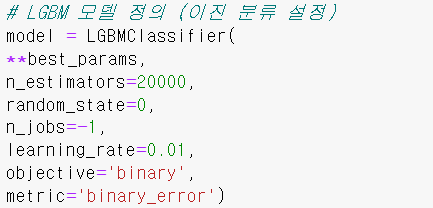 # LGBM 모델 정의 (이진 분류 설정)
model = LGBMClassifier(
**best_params,
n_estimators=20000,
random_state=0,
n_jobs=-1,
learning_rate=0.01,
objective='binary',
metric='binary_error')